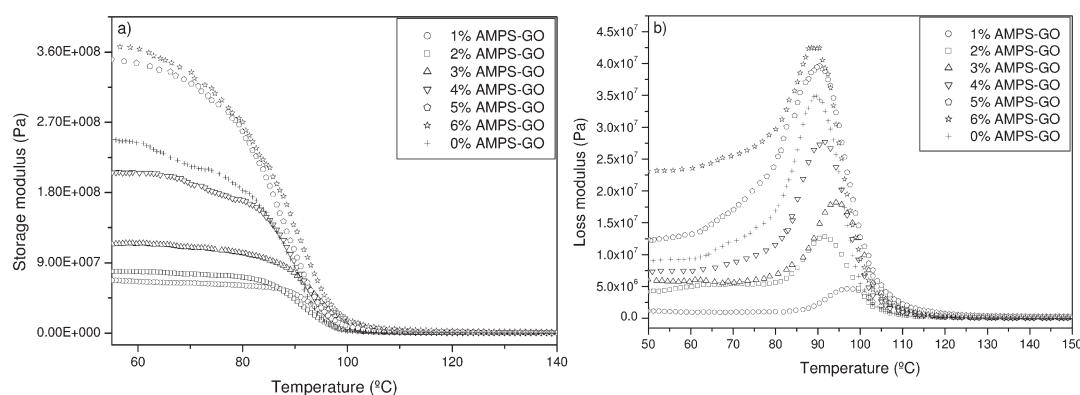 a)
1% AMPS-GO
2% AMPS-GO
3% AMPS-GO
4% AMPS-GO
5% AMPS-GO
6% AMPS-GO
0% AMPS-GO
Storage modulus (Pa)
3.60E+008
2.70E+008
1.80E+008
9.00E+007
0.00E+000
60 80 100 120 140
Temperature (ºC)
b)
1% AMPS-GO
2% AMPS-GO
3% AMPS-GO
4% AMPS-GO
5% AMPS-GO
6% AMPS-GO
0% AMPS-GO
Loss modulus (Pa)
4.5x10⁷
4.0x10⁷
3.5x10⁷
3.0x10⁷
2.5x10⁷
2.0x10⁷
1.5x10⁷
1.0x10⁷
5.0x10⁶
0.0
50 60 70 80 90 100 110 120 130 140 150
Temperature (ºC)